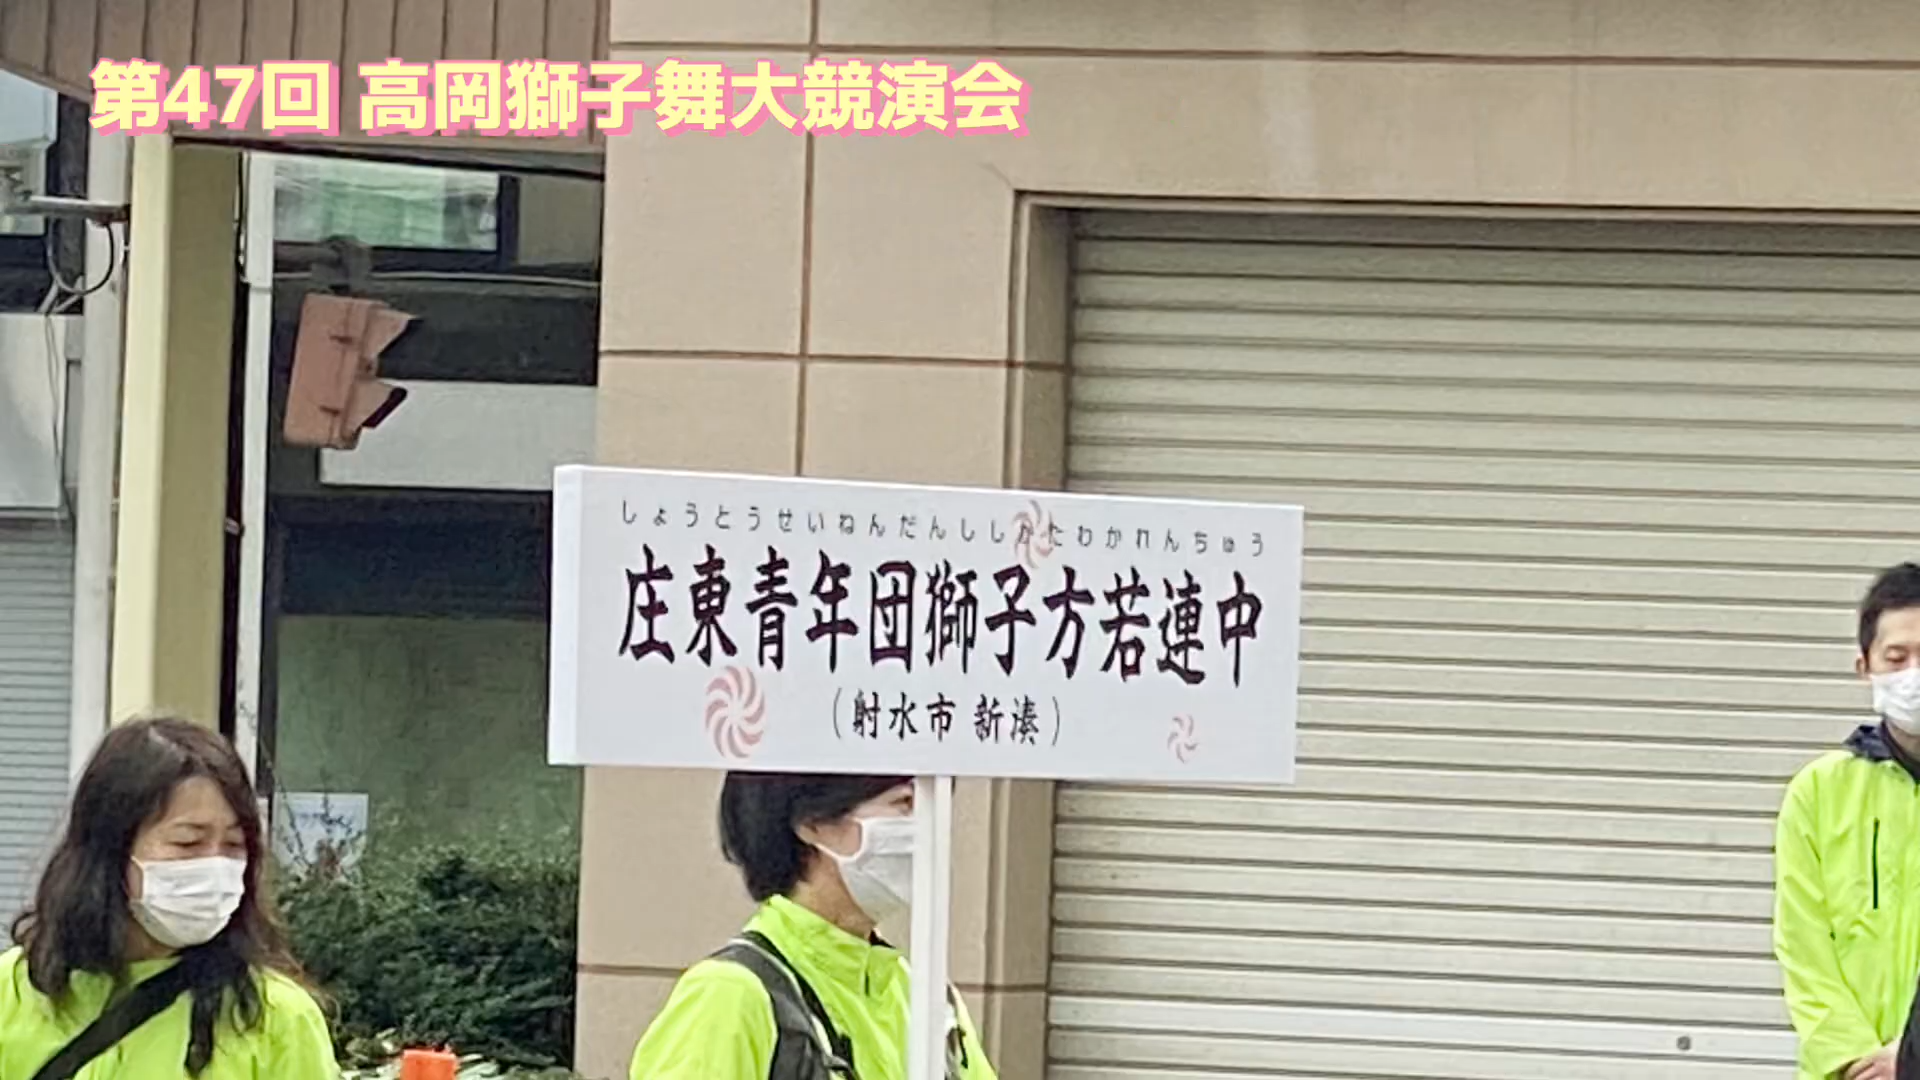 第47回 高岡獅子舞大競演会
しょうとうせいねんだんししかたわかれんちゅう
庄東青年団獅子方若連中
(射水市 新湊)